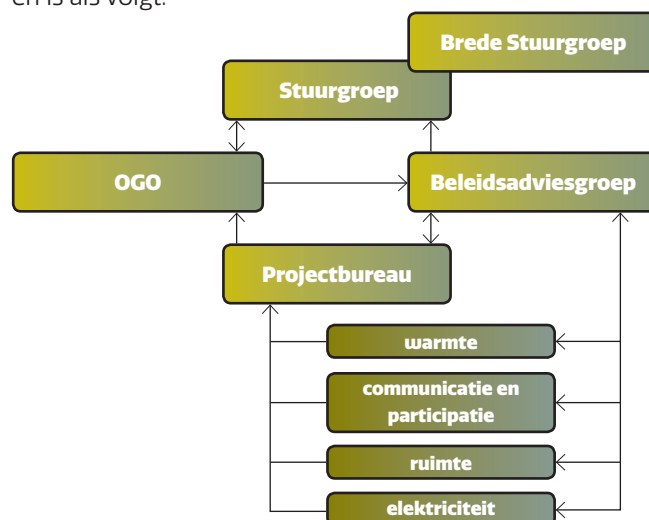 en is als volgt:
Brede Stuurgroep
Stuurgroep
OGO
Beleidsadviesgroep
Projectbureau
warmte
communicatie en
participatie
ruimte
elektriciteit